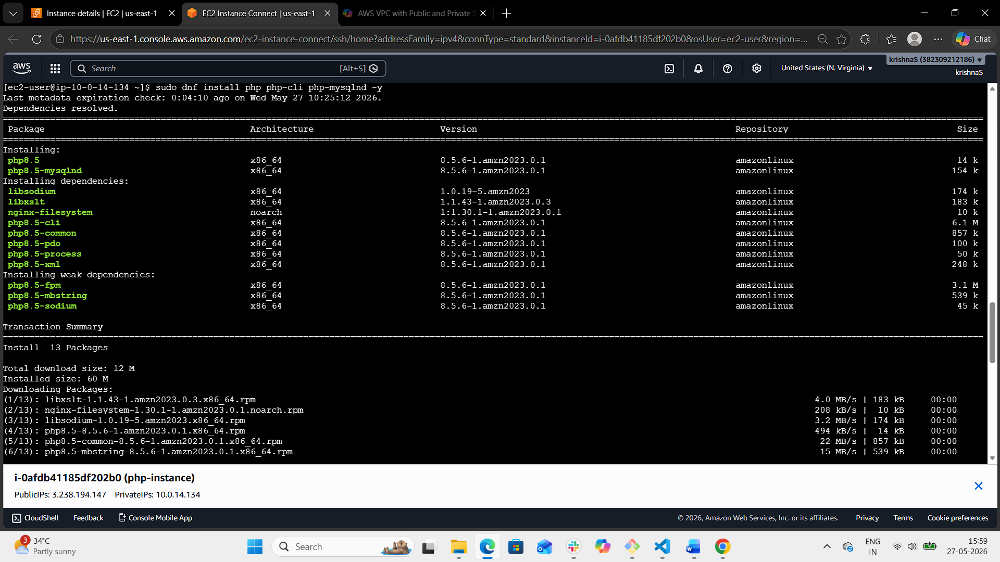 Instance details | EC2 | us-east-1
EC2 Instance Connect | us-east-1
AWS VPC with Public and Private S
https://us-east-1.console.aws.amazon.com/ec2-instance-connect/ssh/home?addressFamily=ipv4&connType=standard&instanceId=i-0afdb41185df202b0&osUser=ec2-user&region=...
Chat
aws
Search
[Alt+S]
United States (N. Virginia)
krishnaS (382309212186)
krishnaS
[ec2-user@ip-10-0-14-134 ~]$ sudo dnf install php php-cli php-mysqlnd -y
Last metadata expiration check: 0:04:10 ago on Wed May 27 10:25:12 2026.
Dependencies resolved.
Package Architecture Version Repository Size
Installing:
php8.5 x86_64 8.5.6-1.amzn2023.0.1 amazonlinux 14 k
php8.5-mysqlnd x86_64 8.5.6-1.amzn2023.0.1 amazonlinux 154 k
Installing dependencies:
libsodium x86_64 1.0.19-5.amzn2023 amazonlinux 174 k
libxslt x86_64 1.1.43-1.amzn2023.0.3 amazonlinux 183 k
nginx-filesystem noarch 1:1.30.1-1.amzn2023.0.1 amazonlinux 10 k
php8.5-cli x86_64 8.5.6-1.amzn2023.0.1 amazonlinux 6.1 M
php8.5-common x86_64 8.5.6-1.amzn2023.0.1 amazonlinux 857 k
php8.5-pdo x86_64 8.5.6-1.amzn2023.0.1 amazonlinux 100 k
php8.5-process x86_64 8.5.6-1.amzn2023.0.1 amazonlinux 50 k
php8.5-xml x86_64 8.5.6-1.amzn2023.0.1 amazonlinux 248 k
Installing weak dependencies:
php8.5-fpm x86_64 8.5.6-1.amzn2023.0.1 amazonlinux 3.1 M
php8.5-mbstring x86_64 8.5.6-1.amzn2023.0.1 amazonlinux 539 k
php8.5-sodium x86_64 8.5.6-1.amzn2023.0.1 amazonlinux 45 k
Transaction Summary
Install 13 Packages
Total download size: 12 M
Installed size: 60 M
Downloading Packages:
(1/13): libxslt-1.1.43-1.amzn2023.0.3.x86_64.rpm 4.0 MB/s | 183 kB 00:00
(2/13): nginx-filesystem-1.30.1-1.amzn2023.0.1.noarch.rpm 208 kB/s | 10 kB 00:00
(3/13): libsodium-1.0.19-5.amzn2023.x86_64.rpm 3.2 MB/s | 174 kB 00:00
(4/13): php8.5-8.5.6-1.amzn2023.0.1.x86_64.rpm 494 kB/s | 14 kB 00:00
(5/13): php8.5-common-8.5.6-1.amzn2023.0.1.x86_64.rpm 22 MB/s | 857 kB 00:00
(6/13): php8.5-mbstring-8.5.6-1.amzn2023.0.1.x86_64.rpm 15 MB/s | 539 kB 00:00
i-0afdb41185df202b0 (php-instance)
PublicIPs: 3.238.194.147 PrivateIPs: 10.0.14.134
CloudShell Feedback Console Mobile App © 2026, Amazon Web Services, Inc. or its affiliates. Privacy Terms Cookie preferences
3
34°C
Partly sunny
Search
ENG
IN
15:59
27-05-2026